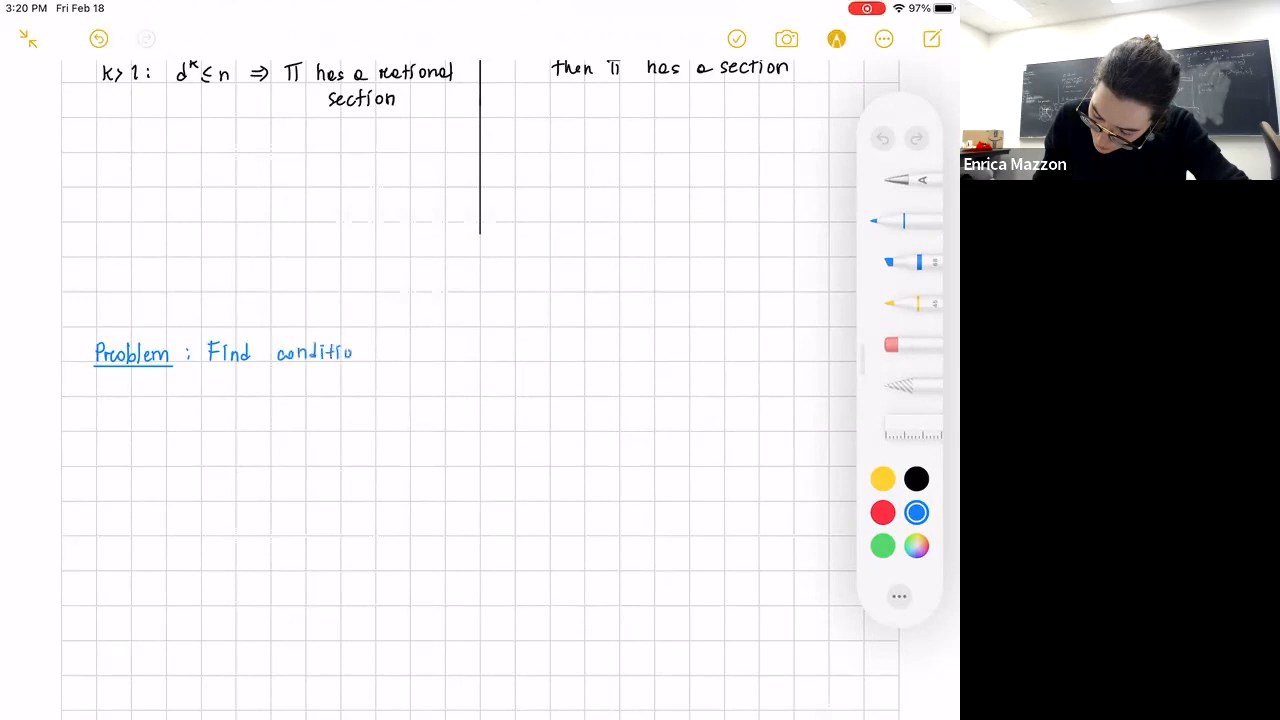 3:20 PM Fri Feb 18
97%
k>1: dᵏ ≤ n ⇒ π has a rational section
then π has a section
Problem : Find conditio
Enrica Mazzon
A